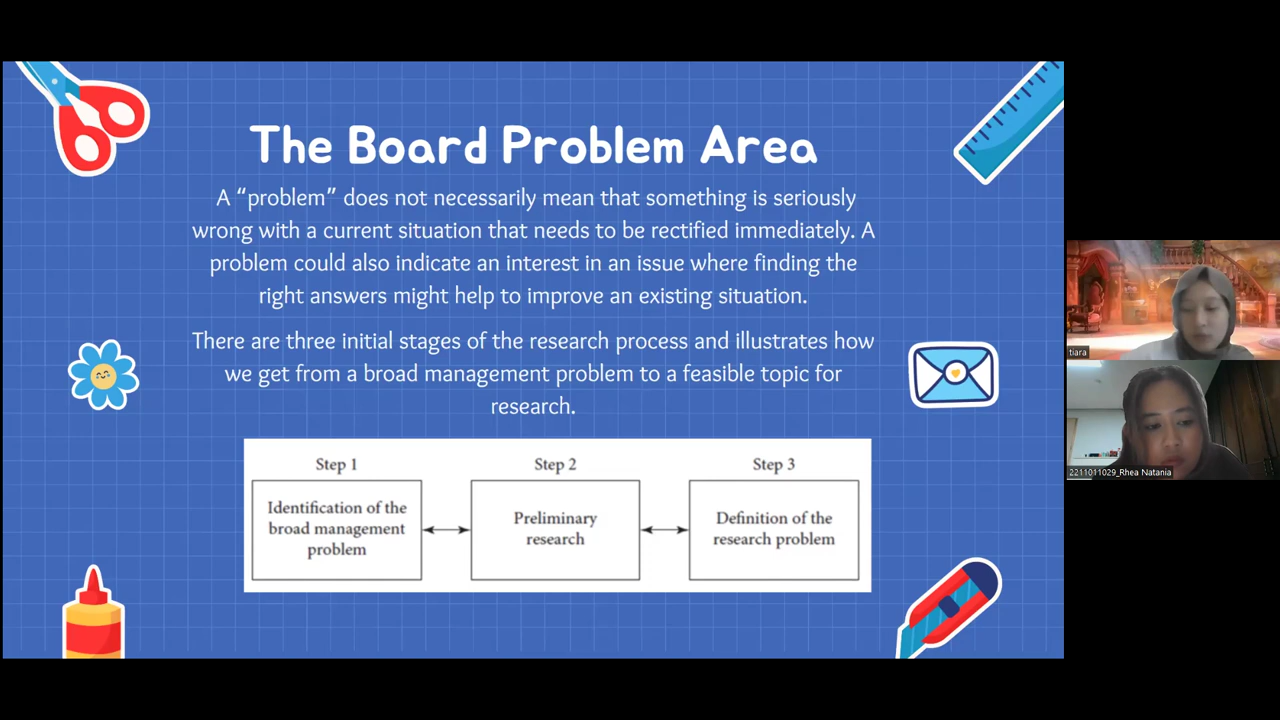 The Board Problem Area
A “problem” does not necessarily mean that something is seriously
wrong with a current situation that needs to be rectified immediately. A
problem could also indicate an interest in an issue where finding the
right answers might help to improve an existing situation.
There are three initial stages of the research process and illustrates how
we get from a broad management problem to a feasible topic for
research.
Step 1
Identification of the
broad management
problem
Step 2
Preliminary
research
Step 3
Definition of the
research problem
tiara
2211011029_Rhea Natania